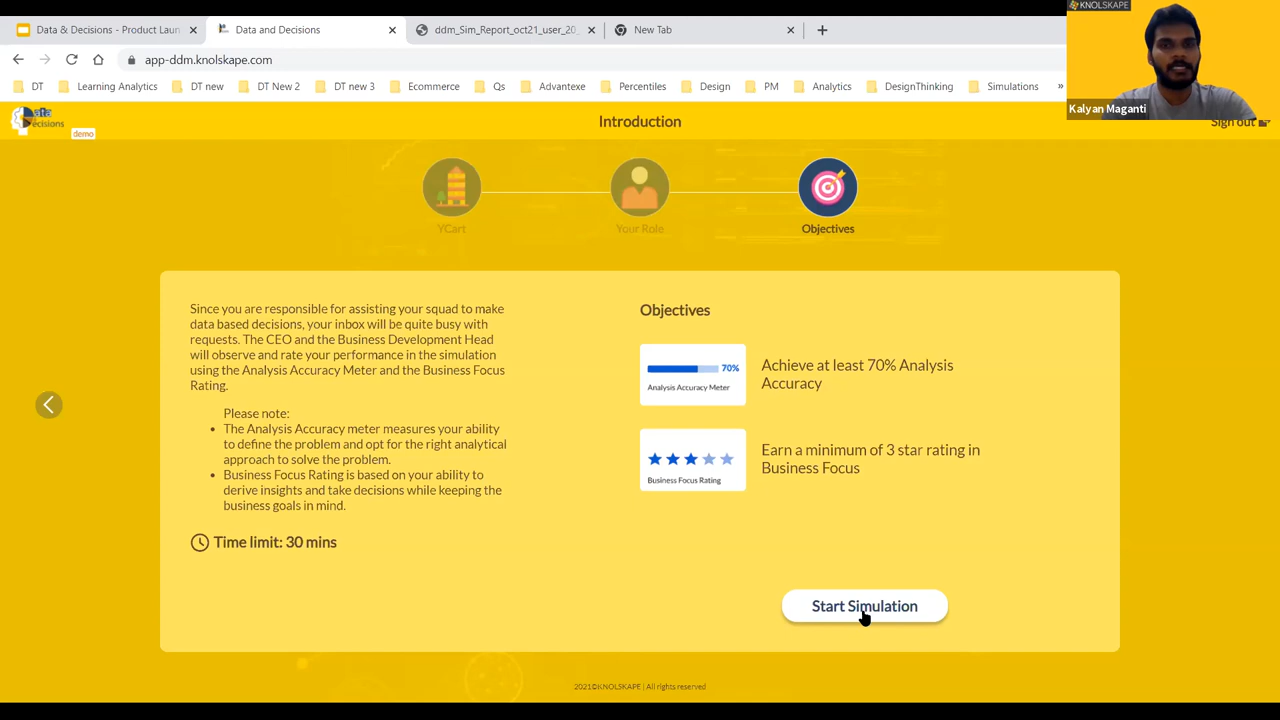 KNOLSKAPE
Data & Decisions - Product Laun
Data and Decisions
ddm_Sim_Report_oct21_user_20_
New Tab
app-ddm.knolskape.com
DT
Learning Analytics
DT new
DT New 2
DT new 3
Ecommerce
Qs
Advantexe
Percentiles
Design
PM
Analytics
DesignThinking
Simulations
»
Kalyan Maganti
Data
Decisions
demo
Introduction
Sign out
YCart
Your Role
Objectives
Since you are responsible for assisting your squad to make
data based decisions, your inbox will be quite busy with
requests. The CEO and the Business Development Head
will observe and rate your performance in the simulation
using the Analysis Accuracy Meter and the Business Focus
Rating.
Please note:
• The Analysis Accuracy meter measures your ability
to define the problem and opt for the right analytical
approach to solve the problem.
• Business Focus Rating is based on your ability to
derive insights and take decisions while keeping the
business goals in mind.
Time limit: 30 mins
Objectives
70%
Analysis Accuracy Meter
Achieve at least 70% Analysis
Accuracy
Business Focus Rating
Earn a minimum of 3 star rating in
Business Focus
Start Simulation
2021©KNOLSKAPE | All rights reserved